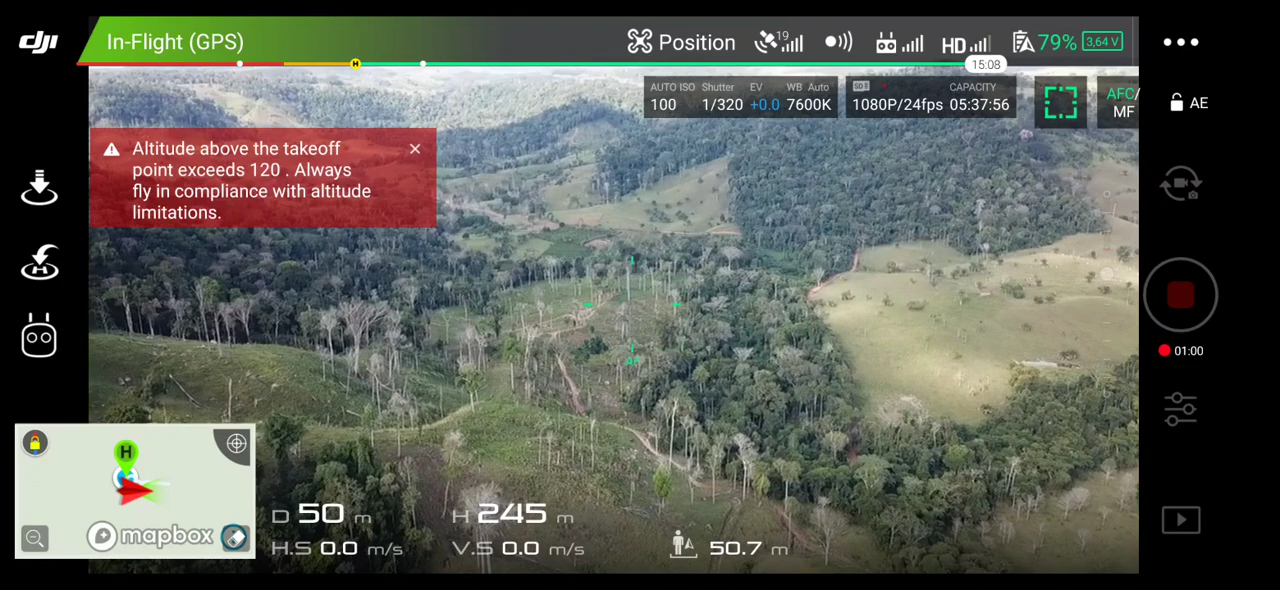 dji
In-Flight (GPS)
Position
19
HD
79%
3,64 V
H
15:08
AUTO ISO Shutter EV WB Auto
100 1/320 +0.0 7600K
CAPACITY
1080P/24fps 05:37:56
AFC/
MF
AE
Altitude above the takeoff
point exceeds 120 . Always
fly in compliance with altitude
limitations.
H
01:00
H
mapbox
D 50 m H 245 m
H.S 0.0 m/s V.S 0.0 m/s 50.7 m